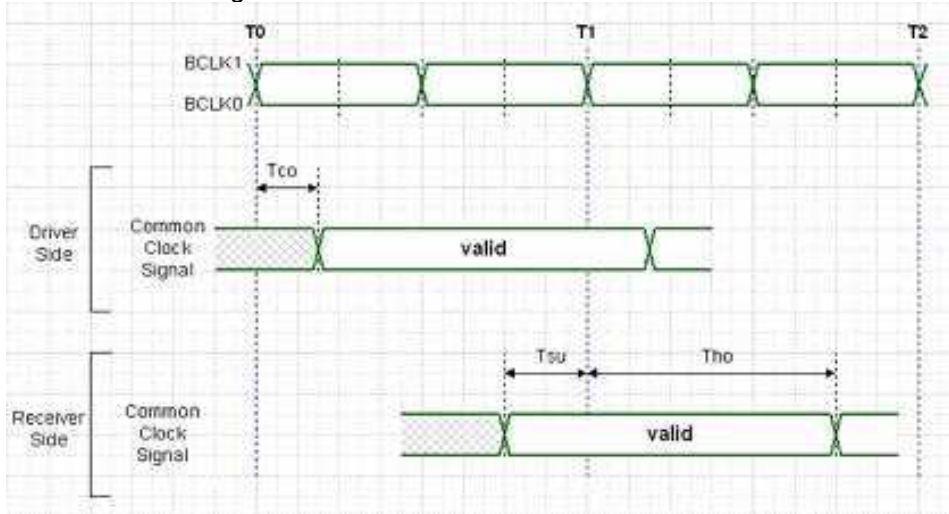 T0 T1 T2
BCLK1
BCLK0
Tco
Driver
Side
Common
Clock
Signal
valid
Tsu Tho
Receiver
Side
Common
Clock
Signal
valid